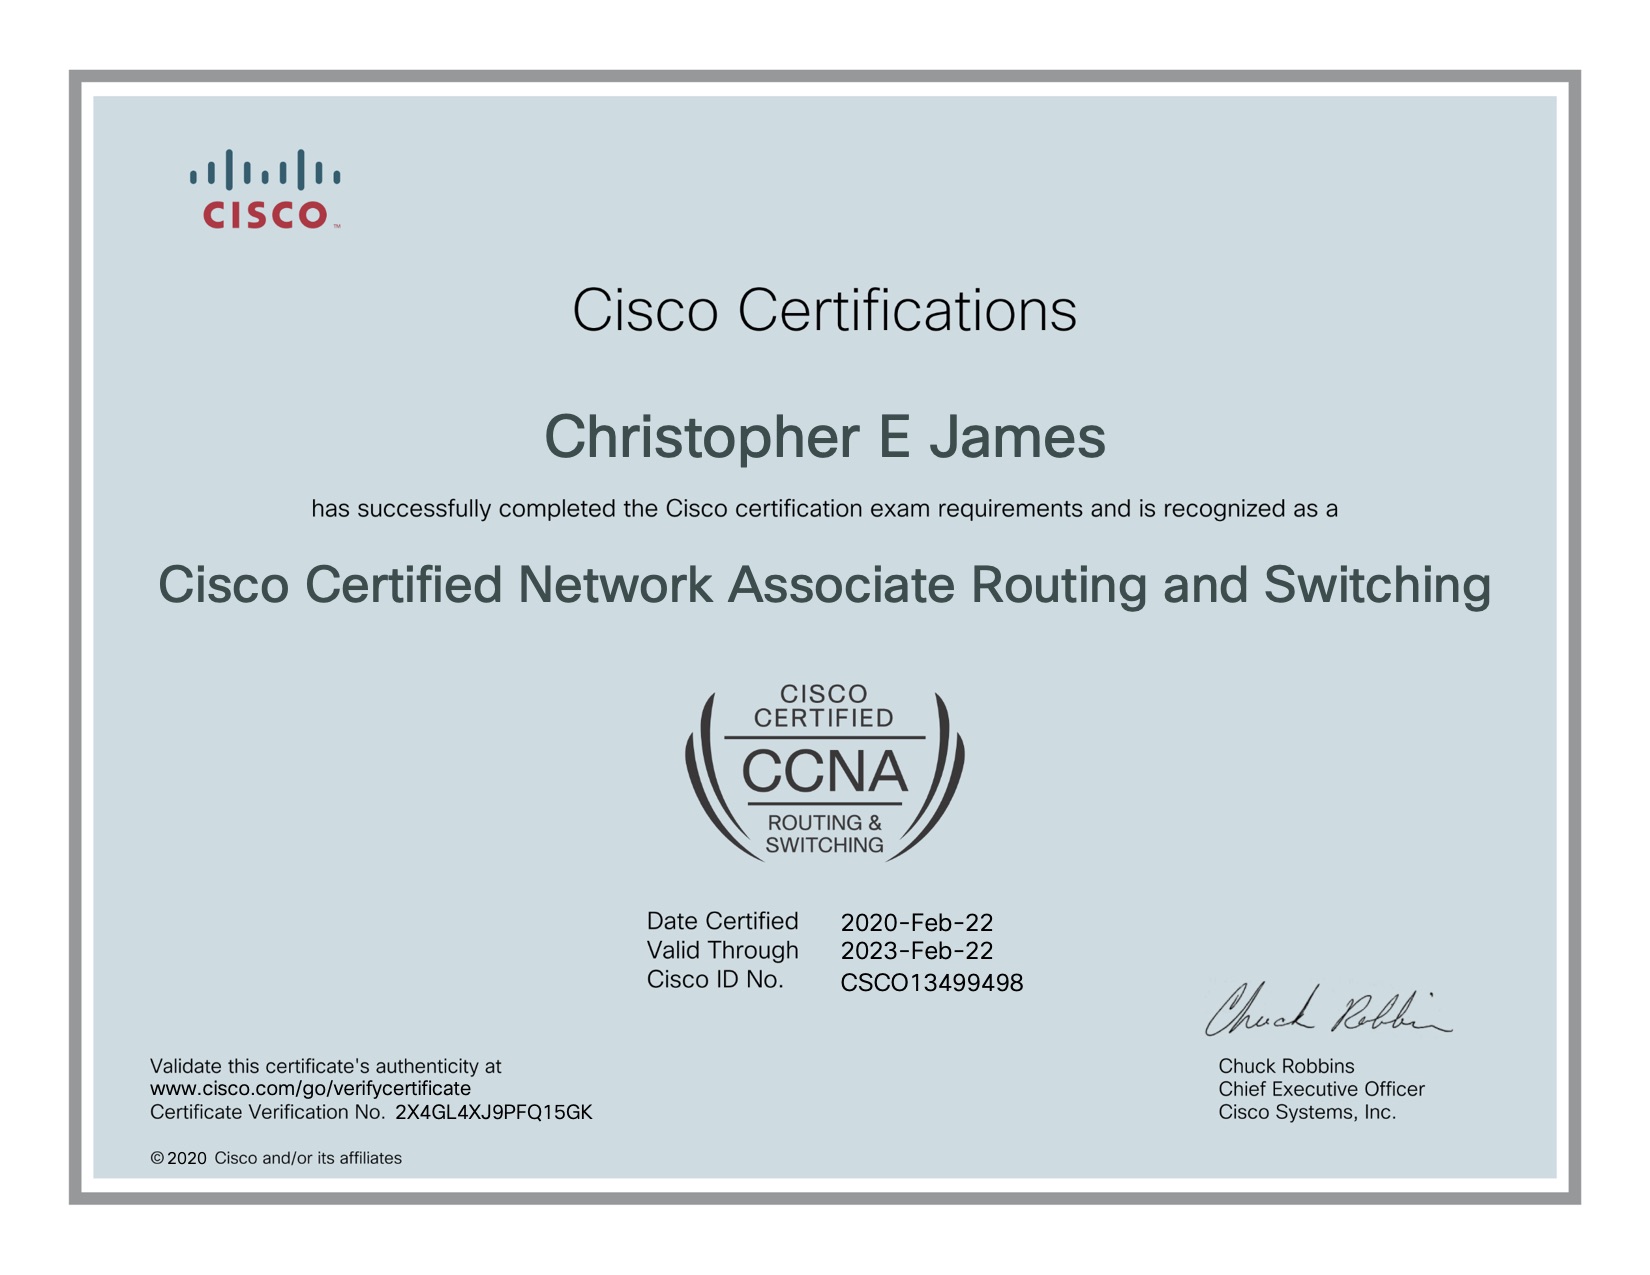 CISCO™
Cisco Certifications
Christopher E James
has successfully completed the Cisco certification exam requirements and is recognized as a
Cisco Certified Network Associate Routing and Switching
CISCO
CERTIFIED
CCNA
ROUTING &
SWITCHING
Date Certified 2020-Feb-22
Valid Through 2023-Feb-22
Cisco ID No. CSCO13499498
Chuck Robbins
Validate this certificate's authenticity at
www.cisco.com/go/verifycertificate
Certificate Verification No. 2X4GL4XJ9PFQ15GK
© 2020 Cisco and/or its affiliates
Chuck Robbins
Chief Executive Officer
Cisco Systems, Inc.